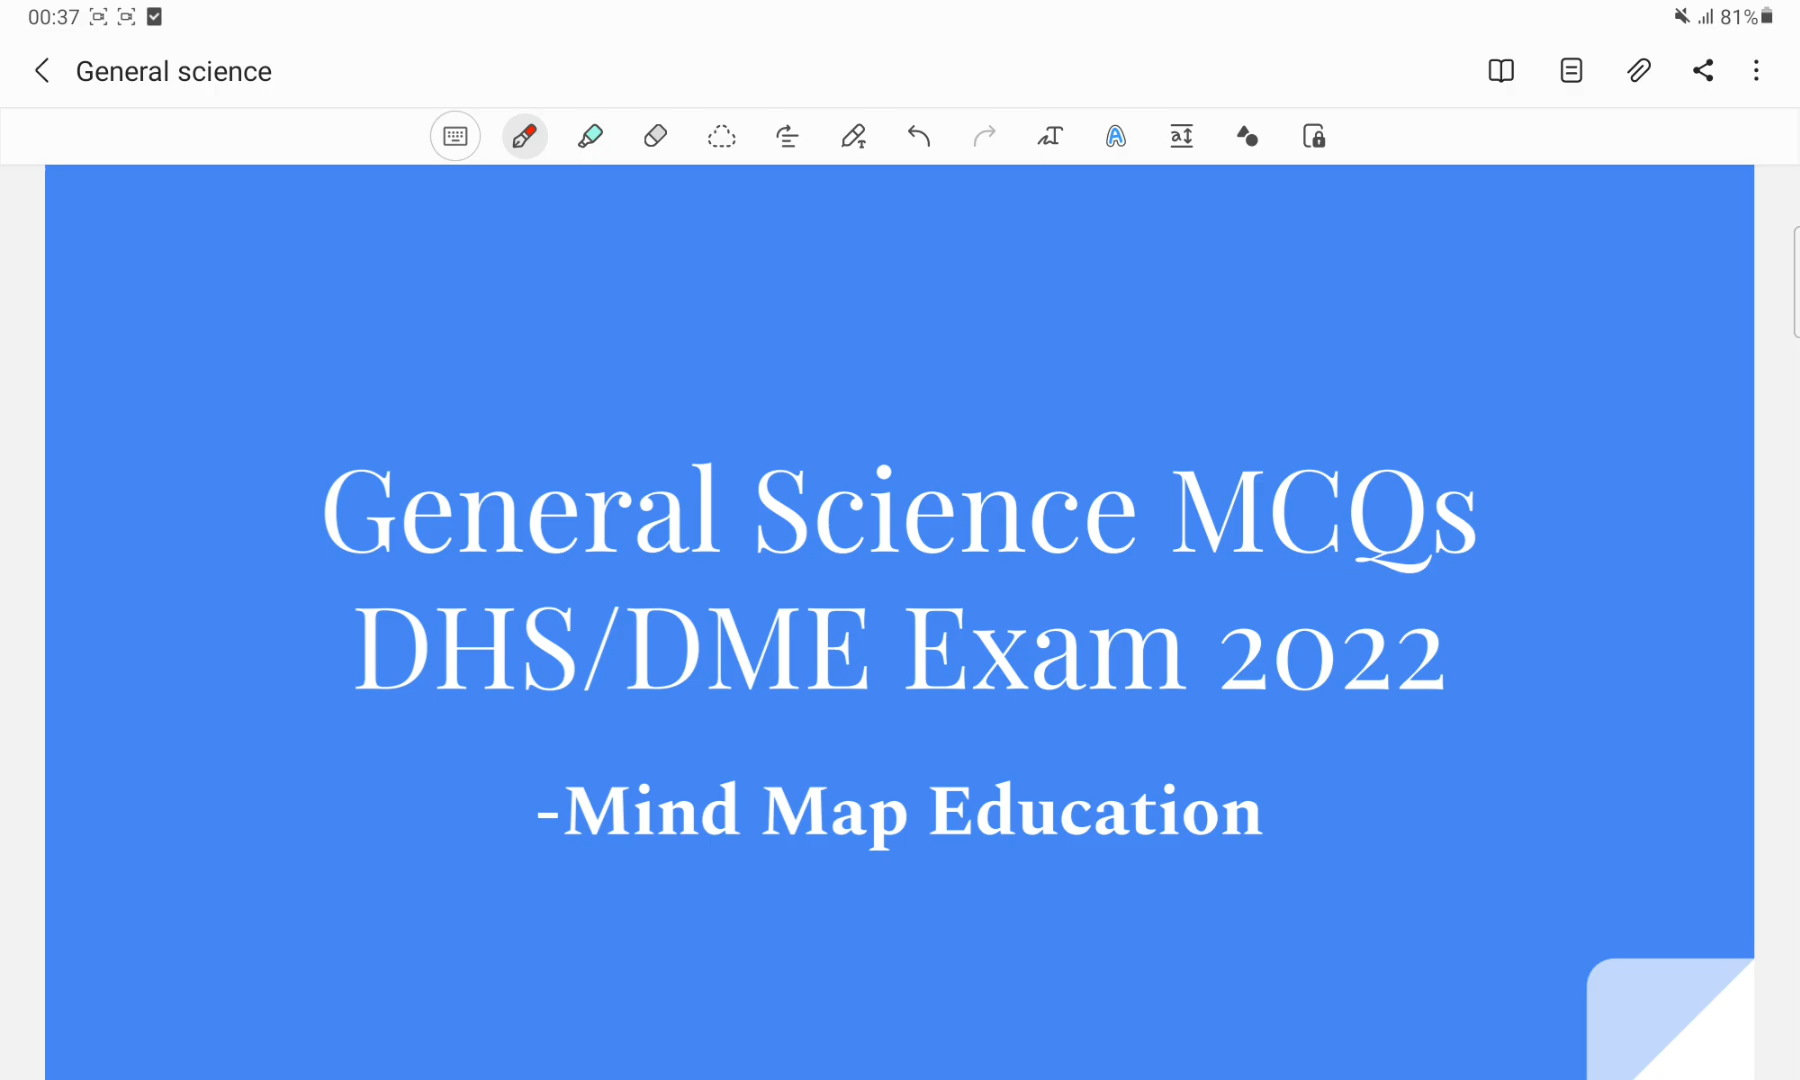 00:37
81%
General science
General Science MCQs
DHS/DME Exam 2022
-Mind Map Education